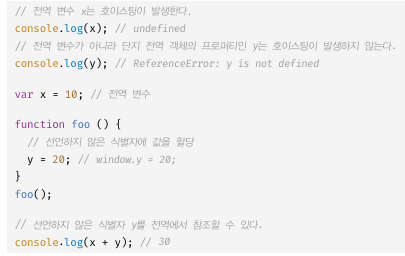 // 전역 변수 x는 호이스팅이 발생한다.
console.log(x); // undefined
// 전역 변수가 아니라 단지 전역 객체의 프로퍼티인 y는 호이스팅이 발생하지 않는다.
console.log(y); // ReferenceError: y is not defined
var x = 10; // 전역 변수
function foo () {
// 선언하지 않은 식별자에 값을 할당
y = 20; // window.y = 20;
}
foo();
// 선언하지 않은 식별자 y를 전역에서 참조할 수 있다.
console.log(x + y); // 30